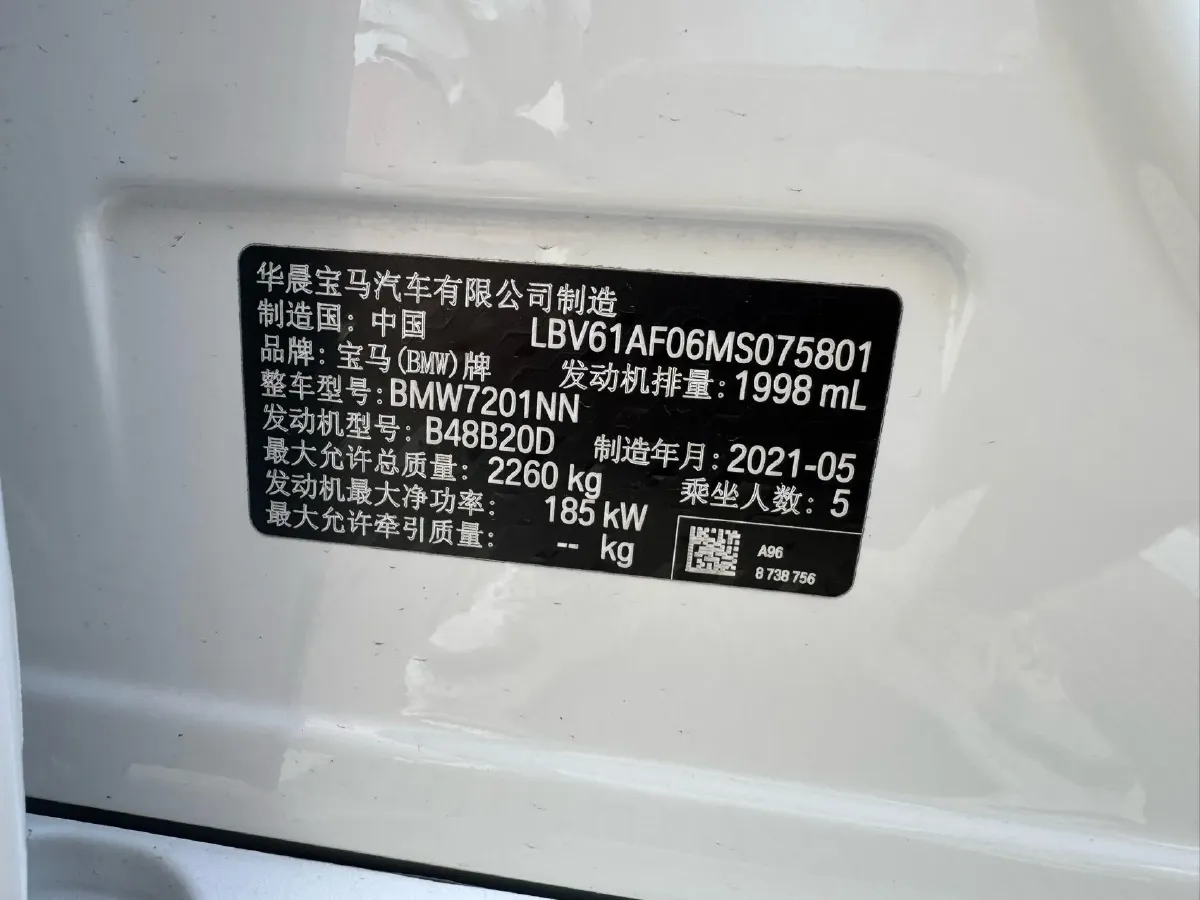 华晨宝马汽车有限公司制造
制造国：中国 LBV61AF06MS075801
品牌：宝马(BMW)牌 发动机排量：1998 mL
整车型号：BMW7201NN
发动机型号：B48B20D 制造年月：2021-05
最大允许总质量：2260 kg 乘坐人数：5
发动机最大净功率：185 kW
最大允许牵引质量：-- kg
A96
8 738 756